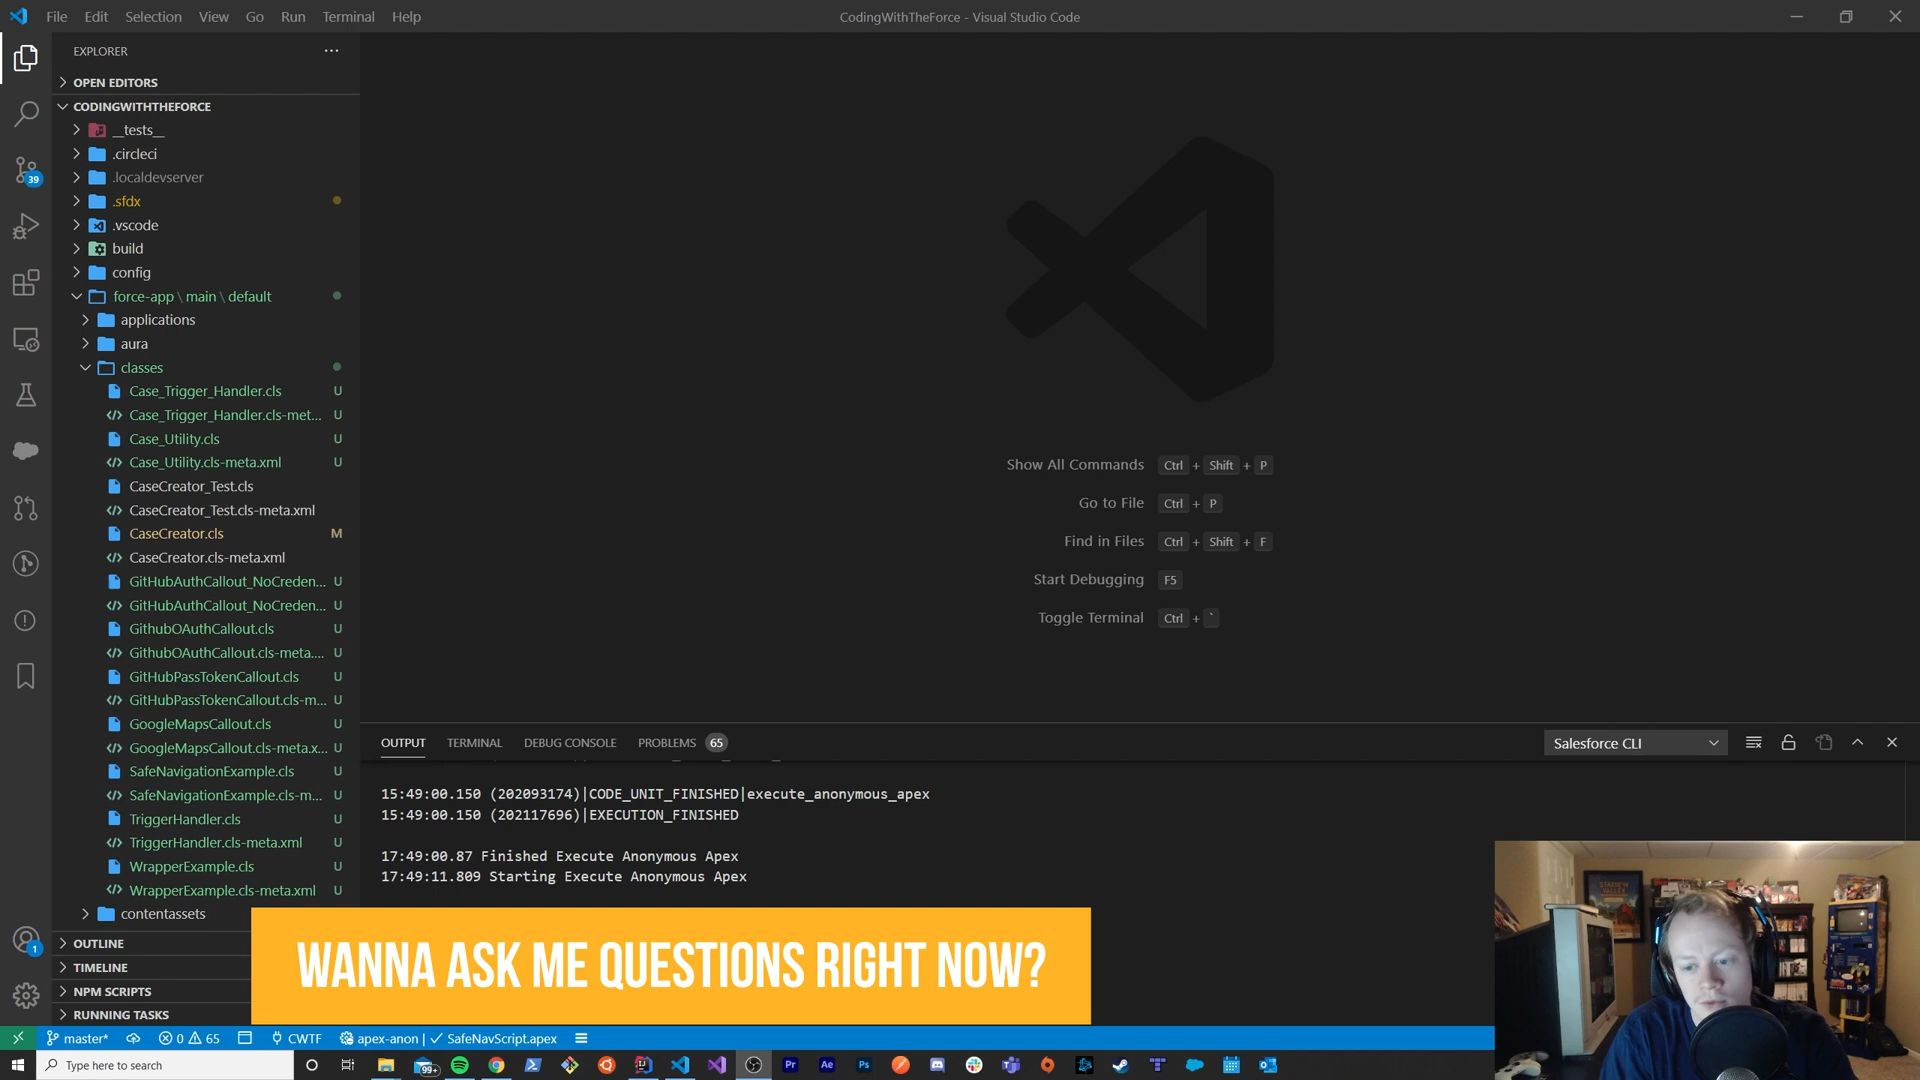 File Edit Selection View Go Run Terminal Help
CodingWithTheForce - Visual Studio Code
EXPLORER
OPEN EDITORS
CODINGWITHTHEFORCE
__tests__
.circleci
.localdevserver
.sfdx
.vscode
build
config
force-app \ main \ default
applications
aura
classes
Case_Trigger_Handler.cls U
Case_Trigger_Handler.cls-met... U
Case_Utility.cls U
Case_Utility.cls-meta.xml U
CaseCreator_Test.cls
CaseCreator_Test.cls-meta.xml
CaseCreator.cls M
CaseCreator.cls-meta.xml
GitHubAuthCallout_NoCreden... U
GitHubAuthCallout_NoCreden... U
GithubOAuthCallout.cls U
GithubOAuthCallout.cls-meta.... U
GitHubPassTokenCallout.cls U
GitHubPassTokenCallout.cls-m... U
GoogleMapsCallout.cls U
GoogleMapsCallout.cls-meta.x... U
SafeNavigationExample.cls U
SafeNavigationExample.cls-m... U
TriggerHandler.cls U
TriggerHandler.cls-meta.xml U
WrapperExample.cls U
WrapperExample.cls-meta.xml U
contentassets
OUTLINE
TIMELINE
NPM SCRIPTS
RUNNING TASKS
39
1
Show All Commands Ctrl + Shift + P
Go to File Ctrl + P
Find in Files Ctrl + Shift + F
Start Debugging F5
Toggle Terminal Ctrl + `
OUTPUT TERMINAL DEBUG CONSOLE PROBLEMS 65
Salesforce CLI
15:49:00.150 (202093174)|CODE_UNIT_FINISHED|execute_anonymous_apex
15:49:00.150 (202117696)|EXECUTION_FINISHED
17:49:00.87 Finished Execute Anonymous Apex
17:49:11.809 Starting Execute Anonymous Apex
WANNA ASK ME QUESTIONS RIGHT NOW?
STARDEW VALLEY
master* 0 65 CWTF apex-anon | SafeNavScript.apex
Type here to search
99+
Pr Ae Ps